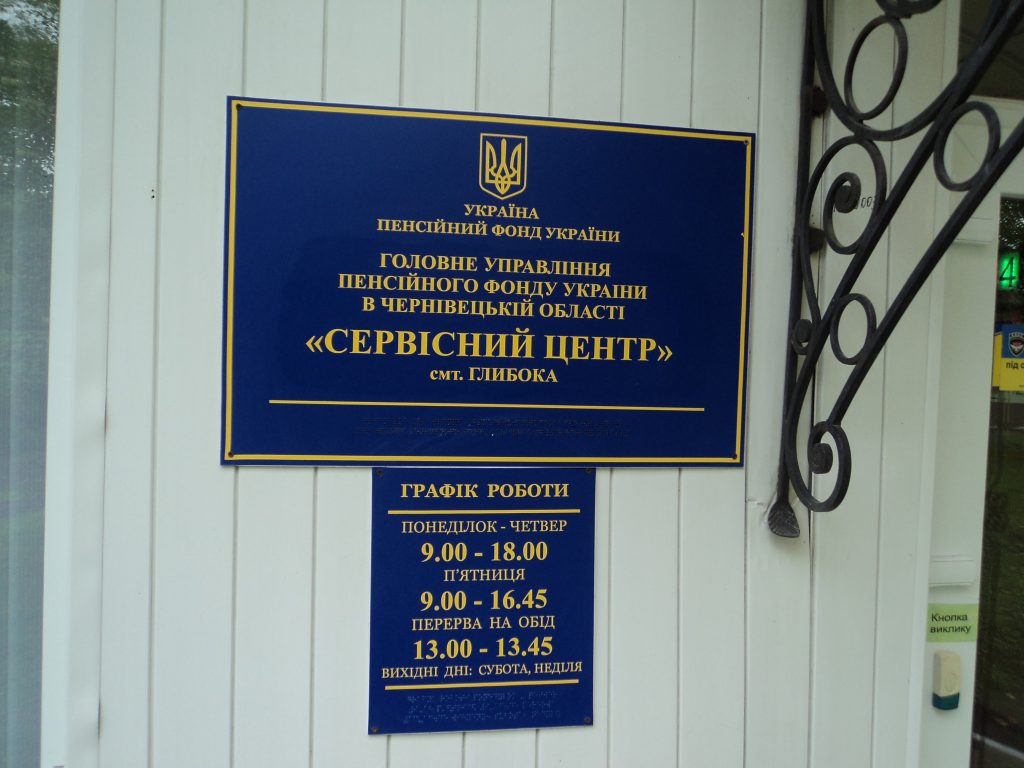 УКРАЇНА
ПЕНСІЙНИЙ ФОНД УКРАЇНИ
ГОЛОВНЕ УПРАВЛІННЯ
ПЕНСІЙНОГО ФОНДУ УКРАЇНИ
В ЧЕРНІВЕЦЬКІЙ ОБЛАСТІ
«СЕРВІСНИЙ ЦЕНТР»
смт. ГЛИБОКА
ГРАФІК РОБОТИ
ПОНЕДІЛОК - ЧЕТВЕР
9.00 - 18.00
П'ЯТНИЦЯ
9.00 - 16.45
ПЕРЕРВА НА ОБІД
13.00 - 13.45
ВИХІДНІ ДНІ: СУБОТА, НЕДІЛЯ
Кнопка
виклику
під